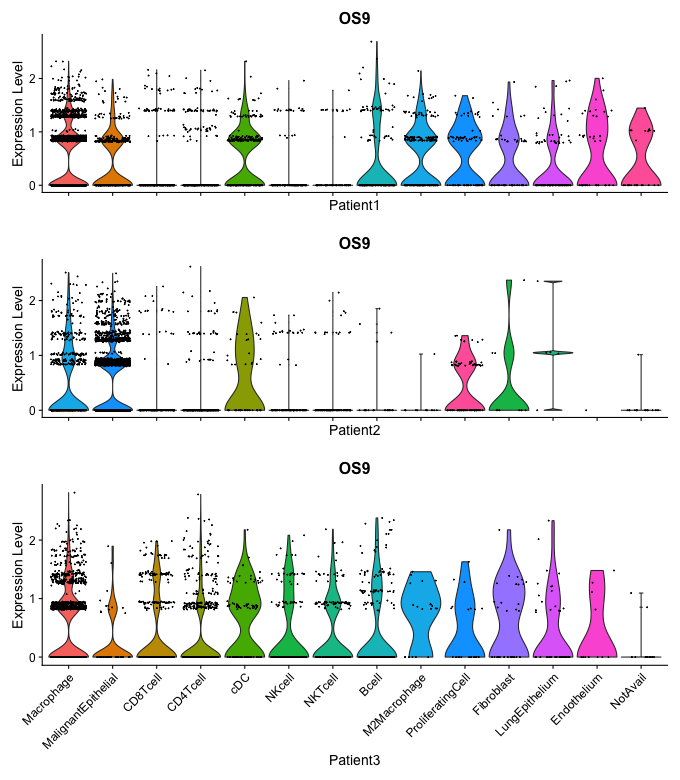 OS9
Expression Level
2
1
0
Patient1
OS9
Expression Level
2
1
0
Patient2
OS9
Expression Level
2
1
0
Macrophage
MalignantEpithelial
CD8Tcell
CD4Tcell
cDC
NKcell
NKTcell
Bcell
M2Macrophage
ProliferatingCell
Fibroblast
LungEpithelium
Endothelium
NotAvail
Patient3